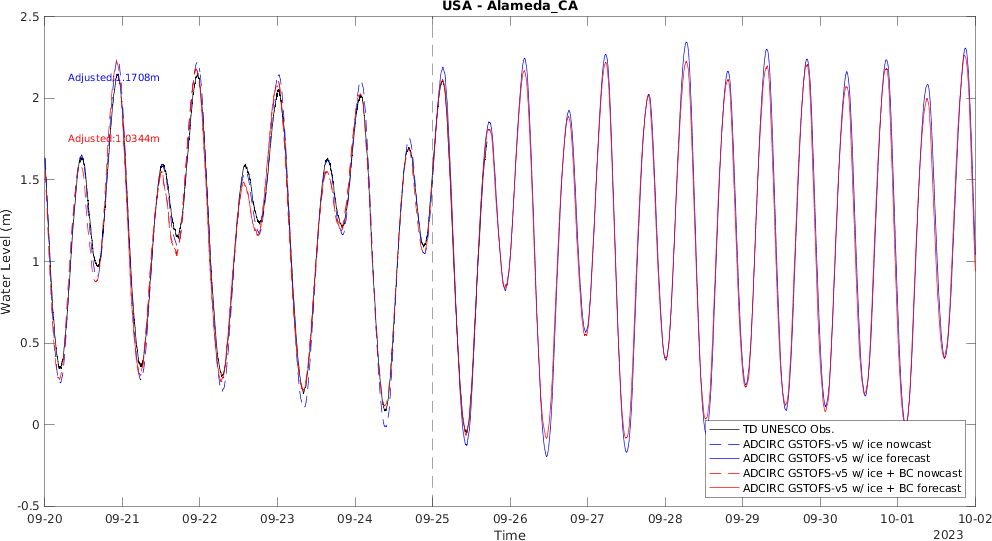 USA - Alameda_CA
2.5
2
1.5
1
0.5
0
-0.5
Water Level (m)
Adjusted:1.1708m
Adjusted:1.0344m
TD UNESCO Obs.
ADCIRC GSTOFS-v5 w/ ice nowcast
ADCIRC GSTOFS-v5 w/ ice forecast
ADCIRC GSTOFS-v5 w/ ice + BC nowcast
ADCIRC GSTOFS-v5 w/ ice + BC forecast
09-20 09-21 09-22 09-23 09-24 09-25 09-26 09-27 09-28 09-29 09-30 10-01 10-02
Time
2023